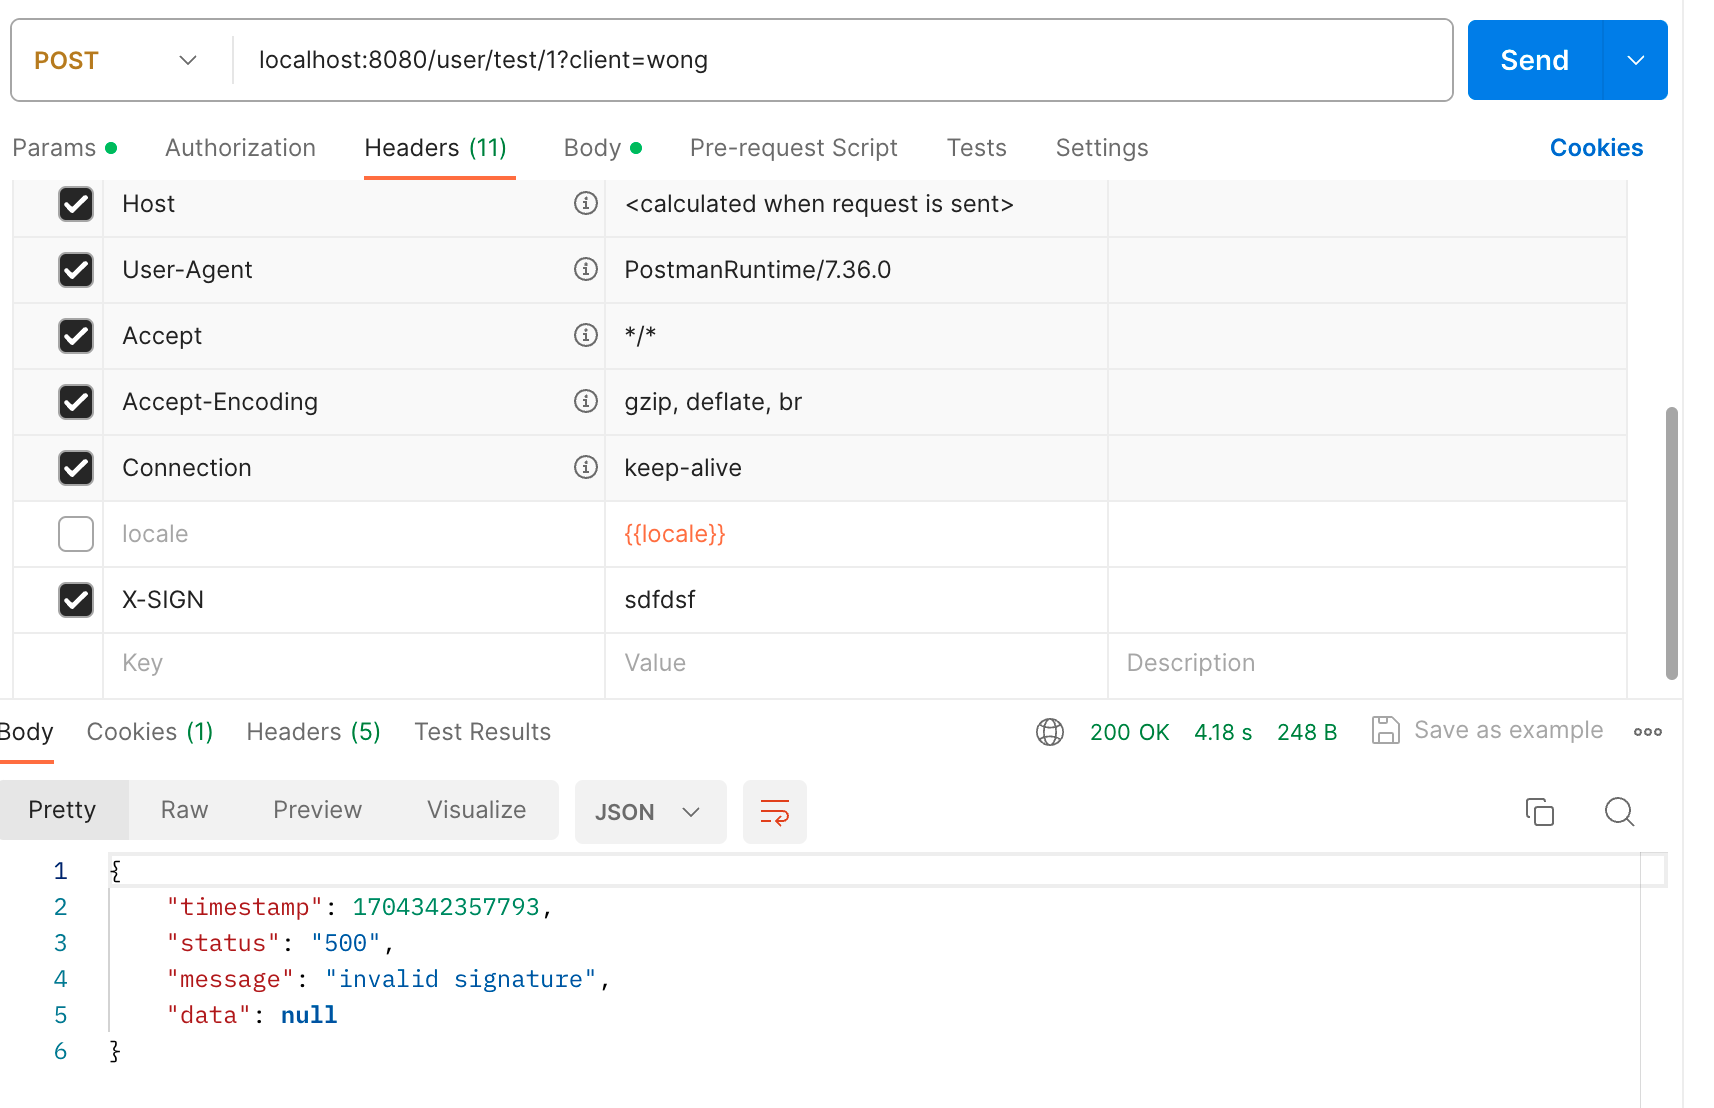 POST localhost:8080/user/test/1?client=wong Send
Params Authorization Headers (11) Body Pre-request Script Tests Settings Cookies
Host <calculated when request is sent>
User-Agent PostmanRuntime/7.36.0
Accept */*
Accept-Encoding gzip, deflate, br
Connection keep-alive
locale {{locale}}
X-SIGN sdfdsf
Key Value Description
Body Cookies (1) Headers (5) Test Results 200 OK 4.18 s 248 B Save as example
Pretty Raw Preview Visualize JSON
1 {
2 "timestamp": 1704342357793,
3 "status": "500",
4 "message": "invalid signature",
5 "data": null
6 }